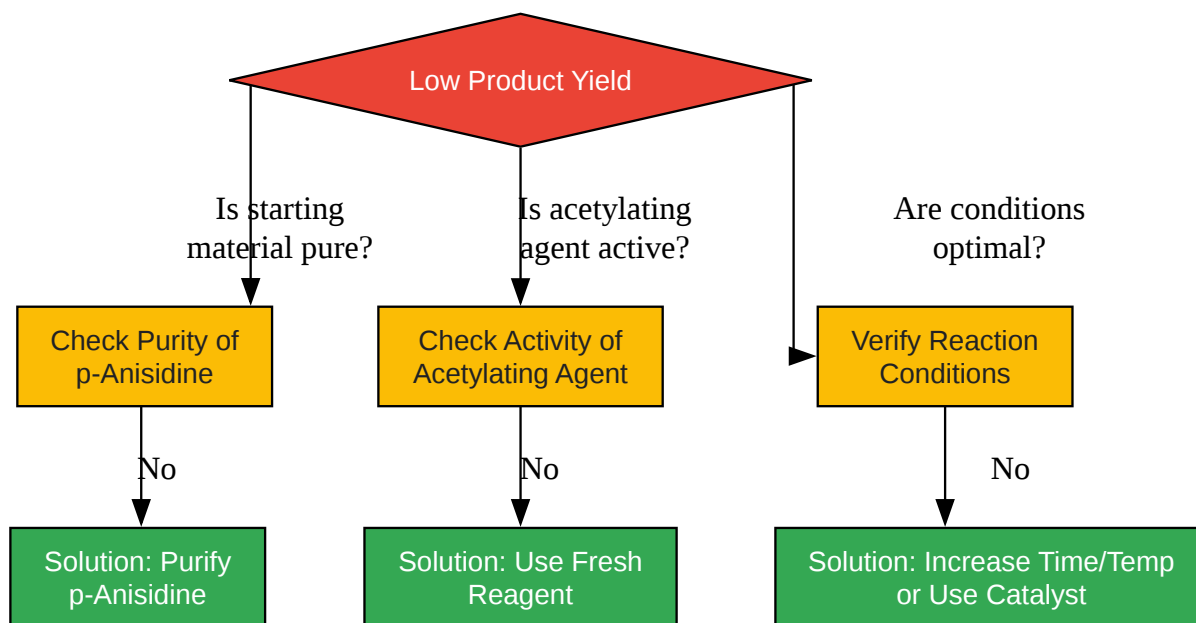 Low Product Yield
Is starting
material pure?
Is acetylating
agent active?
Are conditions
optimal?
Check Purity of
p-Anisidine
Check Activity of
Acetylating Agent
Verify Reaction
Conditions
No
No
No
Solution: Purify
p-Anisidine
Solution: Use Fresh
Reagent
Solution: Increase Time/Temp
or Use Catalyst